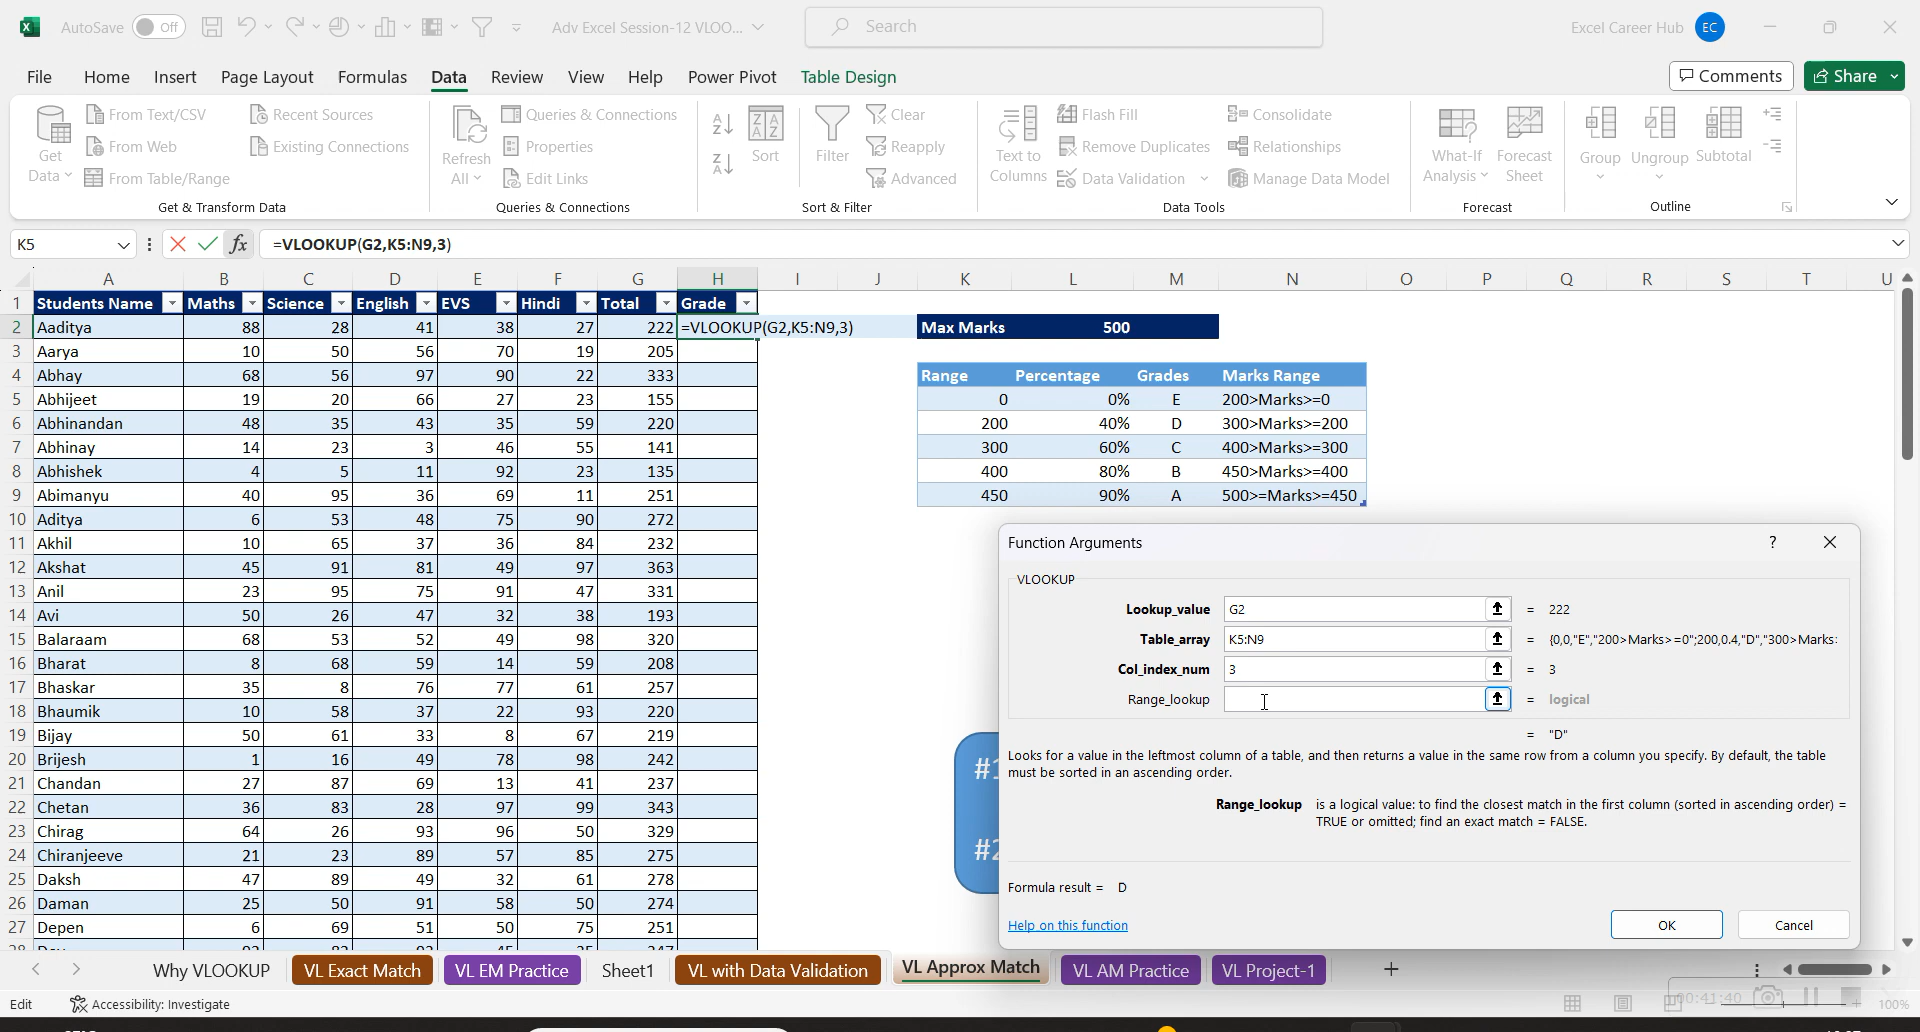 AutoSave Off Adv Excel Session-12 VLOO... Search Excel Career Hub EC
File Home Insert Page Layout Formulas Data Review View Help Power Pivot Table Design Comments Share
Get Data From Text/CSV From Web From Table/Range Recent Sources Existing Connections
Refresh All Queries & Connections Properties Edit Links
Sort Filter Clear Reapply Advanced
Text to Columns Flash Fill Remove Duplicates Data Validation Consolidate Relationships Manage Data Model
What-If Analysis Forecast Sheet Group Ungroup Subtotal
Get & Transform Data Queries & Connections Sort & Filter Data Tools Forecast Outline
K5 fx =VLOOKUP(G2,K5:N9,3)
A B C D E F G H I J K L M N O P Q R S T U
1 Students Name Maths Science English EVS Hindi Total Grade
2 Aaditya 88 28 41 38 27 222 =VLOOKUP(G2,K5:N9,3) Max Marks 500
3 Aarya 10 50 56 70 19 205
4 Abhay 68 56 97 90 22 333 Range Percentage Grades Marks Range
5 Abhijeet 19 20 66 27 23 155 0 0% E 200>Marks>=0
6 Abhinandan 48 35 43 35 59 220 200 40% D 300>Marks>=200
7 Abhinay 14 23 3 46 55 141 300 60% C 400>Marks>=300
8 Abhishek 4 5 11 92 23 135 400 80% B 450>Marks>=400
9 Abimanyu 40 95 36 69 11 251 450 90% A 500>=Marks>=450
10 Aditya 6 53 48 75 90 272
11 Akhil 10 65 37 36 84 232
12 Akshat 45 91 81 49 97 363
13 Anil 23 95 75 91 47 331
14 Avi 50 26 47 32 38 193
15 Balaraam 68 53 52 49 98 320
16 Bharat 8 68 59 14 59 208
17 Bhaskar 35 8 76 77 61 257
18 Bhaumik 10 58 37 22 93 220
19 Bijay 50 61 33 8 67 219
20 Brijesh 1 16 49 78 98 242
21 Chandan 27 87 69 13 41 237
22 Chetan 36 83 28 97 99 343
23 Chirag 64 26 93 96 50 329
24 Chiranjeeve 21 23 89 57 85 275
25 Daksh 47 89 49 32 61 278
26 Daman 25 50 91 58 50 274
27 Depen 6 69 51 50 75 251
#1
#2
Function Arguments ?
VLOOKUP
Lookup_value G2 = 222
Table_array K5:N9 = {0,0,"E","200>Marks>=0";200,0.4,"D","300>Marks:
Col_index_num 3 = 3
Range_lookup = logical
= "D"
Looks for a value in the leftmost column of a table, and then returns a value in the same row from a column you specify. By default, the table
must be sorted in an ascending order.
Range_lookup is a logical value: to find the closest match in the first column (sorted in ascending order) =
TRUE or omitted; find an exact match = FALSE.
Formula result = D
Help on this function OK Cancel
Why VLOOKUP VL Exact Match VL EM Practice Sheet1 VL with Data Validation VL Approx Match VL AM Practice VL Project-1
Edit Accessibility: Investigate 00:41:40 100%